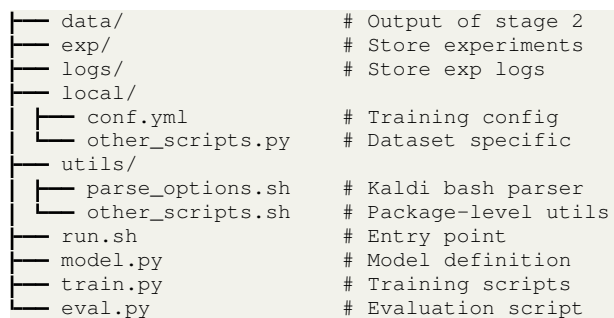 ├── data/                # Output of stage 2
├── exp/                 # Store experiments
├── logs/                # Store exp logs
├── local/
│ ├── conf.yml           # Training config
│ └── other_scripts.py   # Dataset specific
├── utils/
│ ├── parse_options.sh   # Kaldi bash parser
│ └── other_scripts.sh   # Package-level utils
├── run.sh               # Entry point
├── model.py             # Model definition
├── train.py             # Training scripts
└── eval.py              # Evaluation script